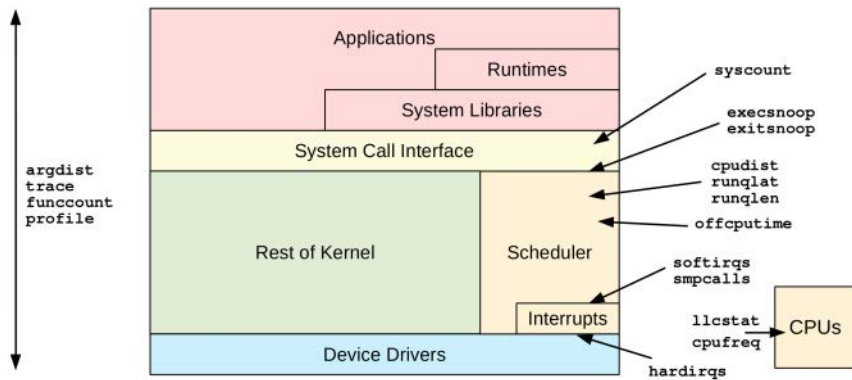 Applications
Runtimes
System Libraries
System Call Interface
Rest of Kernel
Scheduler
Interrupts
Device Drivers
argdist
trace
funccount
profile
syscount
execsnoop
exitsnoop
cpudist
runqlat
runqlen
offcputime
softirqs
smpcalls
hardirqs
llcstat
cpufreq
CPUs